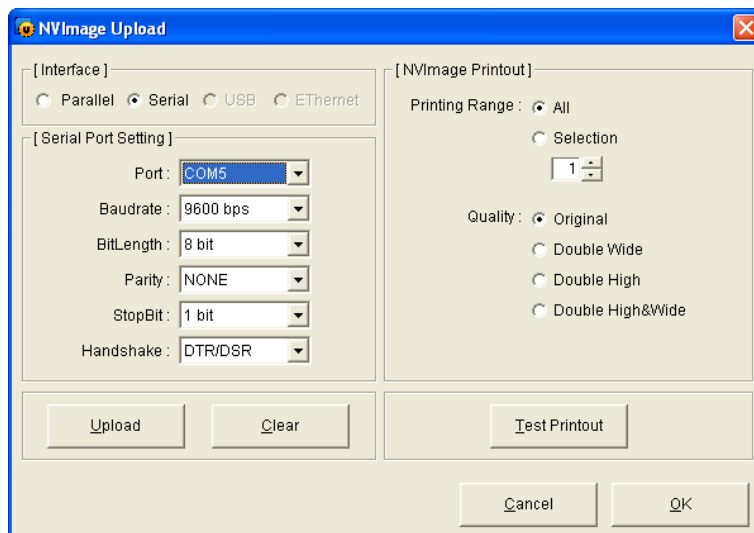 NVImage Upload
[ Interface ]
Parallel Serial USB EThernet
[ Serial Port Setting ]
Port : COM5
Baudrate : 9600 bps
BitLength : 8 bit
Parity : NONE
StopBit : 1 bit
Handshake : DTR/DSR
Upload Clear
[ NVImage Printout ]
Printing Range : All
Selection
1
Quality : Original
Double Wide
Double High
Double High&Wide
Test Printout
Cancel OK